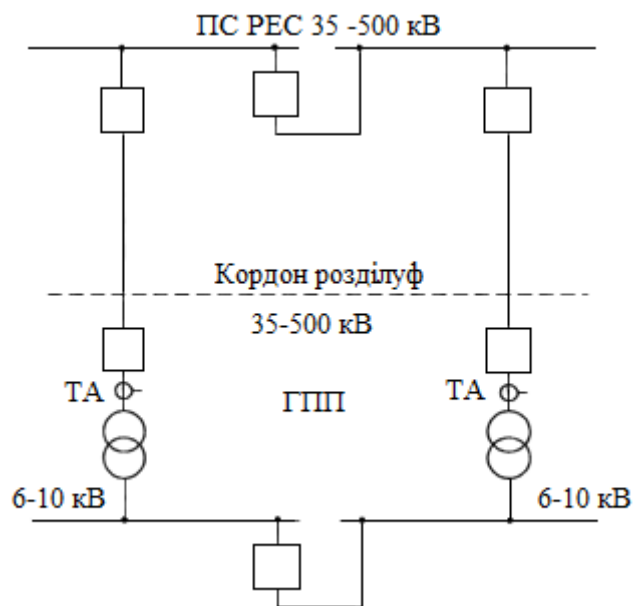 ПС РЕС 35 -500 кВ
Кордон розділуф
35-500 кВ
ТА
ГПП
ТА
6-10 кВ
6-10 кВ